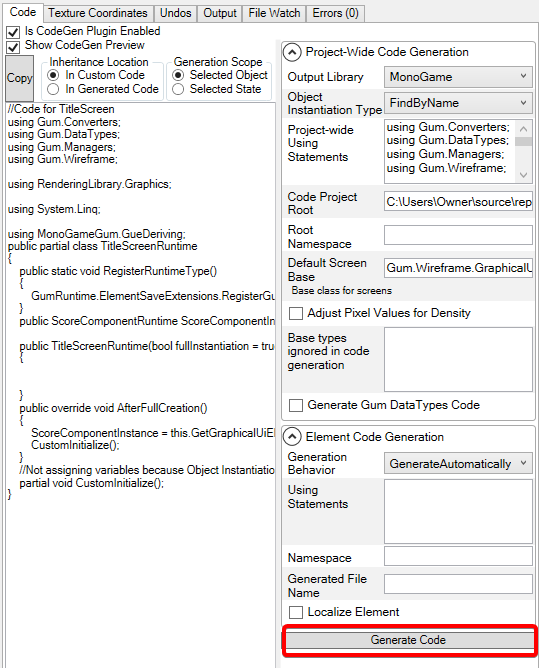 Code
Texture Coordinates
Undos
Output
File Watch
Errors (0)
Is CodeGen Plugin Enabled
Show CodeGen Preview
Copy
Inheritance Location
In Custom Code
In Generated Code
Generation Scope
Selected Object
Selected State
//Code for TitleScreen
using Gum.Converters;
using Gum.DataTypes;
using Gum.Managers;
using Gum.Wireframe;
using RenderingLibrary.Graphics;
using System.Linq;
using MonoGameGum.GueDeriving;
public partial class TitleScreenRuntime
{
public static void RegisterRuntimeType()
{
GumRuntime.ElementSaveExtensions.RegisterGu
}
public ScoreComponentRuntime ScoreComponentIn
public TitleScreenRuntime(bool fullInstantiation = tru
{
}
public override void AfterFullCreation()
{
ScoreComponentInstance = this.GetGraphicalUiEl
CustomInitialize();
}
//Not assigning variables because Object Instantiatio
partial void CustomInitialize();
}
Project-Wide Code Generation
Output Library
MonoGame
Object
Instantiation Type
FindByName
Project-wide
Using
Statements
using Gum.Converters;
using Gum.DataTypes;
using Gum.Managers;
using Gum.Wireframe;
Code Project
Root
C:\Users\Owner\source\rep
Root
Namespace
Default Screen
Base
Gum.Wireframe.GraphicalU
Base class for screens
Adjust Pixel Values for Density
Base types
ignored in code
generation
Generate Gum DataTypes Code
Element Code Generation
Generation
Behavior
GenerateAutomatically
Using
Statements
Namespace
Generated File
Name
Localize Element
Generate Code